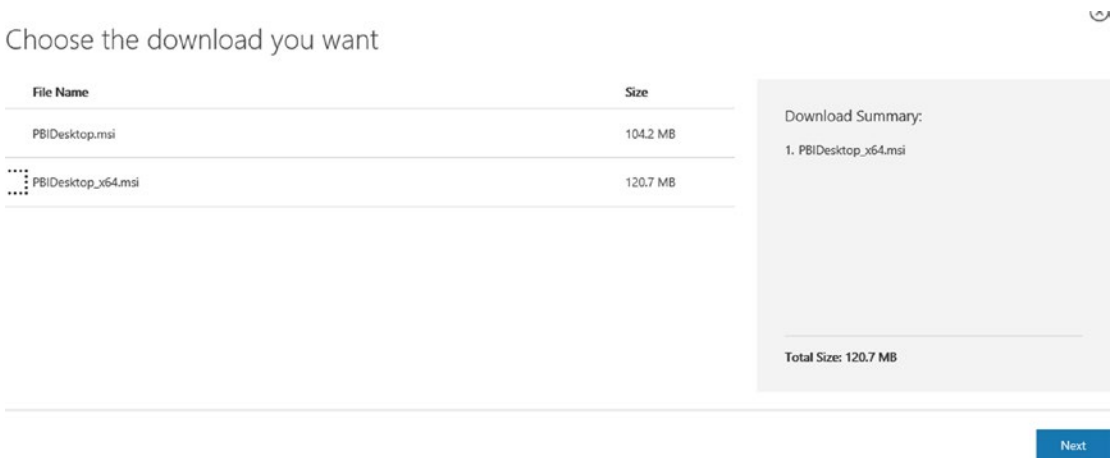 Choose the download you want
File Name Size
PBIDesktop.msi 104.2 MB
PBIDesktop_x64.msi 120.7 MB
Download Summary:
1. PBIDesktop_x64.msi
Total Size: 120.7 MB
Next